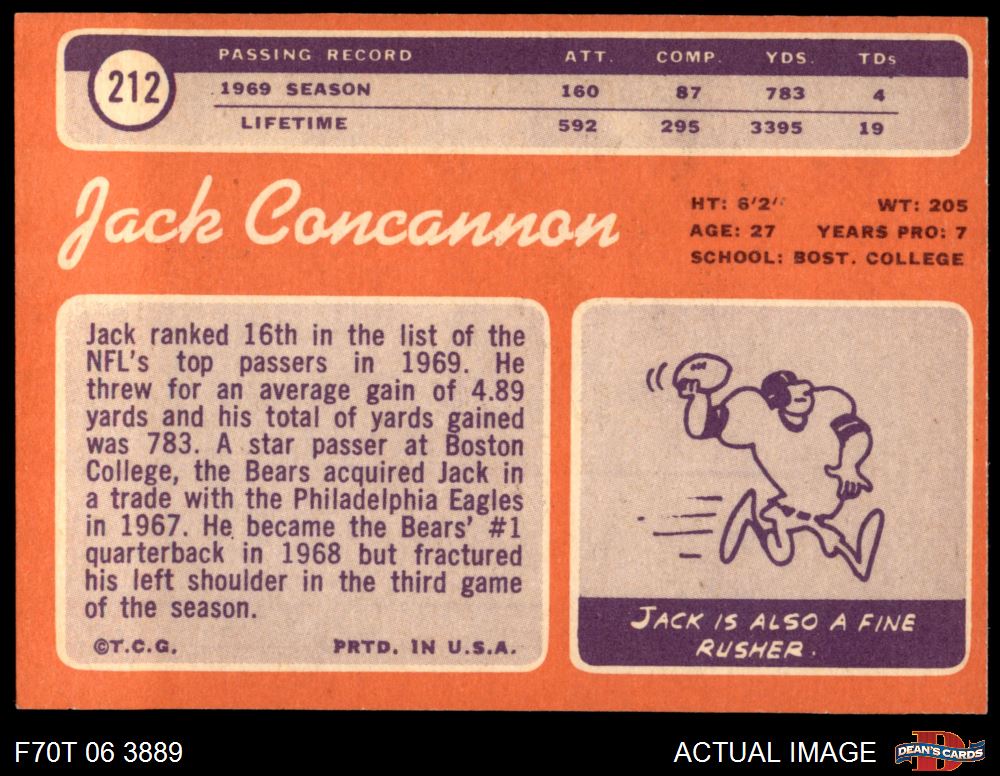 212
PASSING RECORD ATT. COMP. YDS. TDs
1969 SEASON 160 87 783 4
LIFETIME 592 295 3395 19
Jack Concannon
HT: 6'2" WT: 205
AGE: 27 YEARS PRO: 7
SCHOOL: BOST. COLLEGE
Jack ranked 16th in the list of the
NFL's top passers in 1969. He
threw for an average gain of 4.89
yards and his total of yards gained
was 783. A star passer at Boston
College, the Bears acquired Jack in
a trade with the Philadelphia Eagles
in 1967. He became the Bears' #1
quarterback in 1968 but fractured
his left shoulder in the third game
of the season.
©T.C.G. PRTD. IN U.S.A.
JACK IS ALSO A FINE
RUSHER.
F70T 06 3889
ACTUAL IMAGE
DEAN'S CARDS